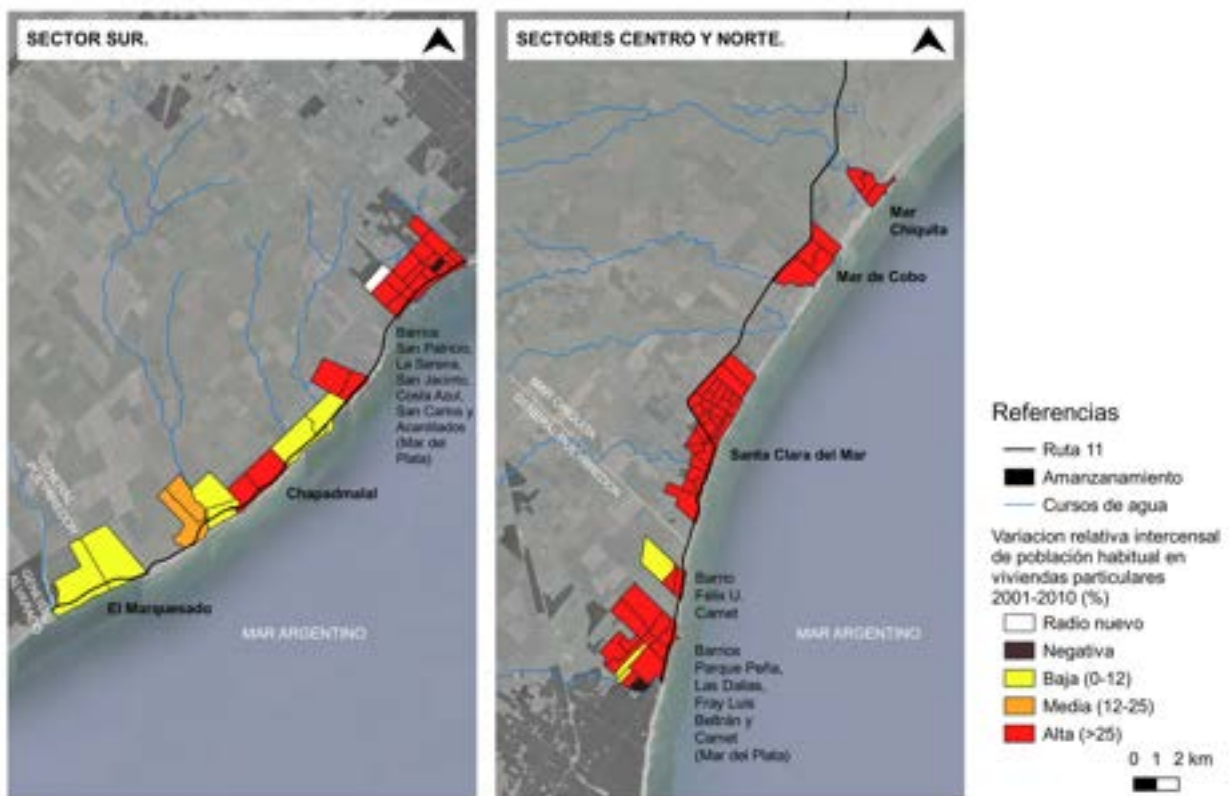 SECTOR SUR.
Barrios
San Patricio,
La Serena,
San Jacinto,
Costa Azul,
San Carlos y
Acantilados
(Mar del
Plata)
Chapadmalal
El Marquesado
MAR ARGENTINO
SECTORES CENTRO Y NORTE.
Mar
Chiquita
Mar de Cobo
MAR CHIQUITA
GENERAL PUEYRREDON
Santa Clara del Mar
Barrio
Félix U.
Camet
MAR ARGENTINO
Barrios
Parque Peña,
Las Dalias,
Fray Luis
Beltrán y
Camet
(Mar del Plata)
Referencias
Ruta 11
Amanzanamiento
Cursos de agua
Variacion relativa intercensal
de población habitual en
viviendas particulares
2001-2010 (%)
Radio nuevo
Negativa
Baja (0-12)
Media (12-25)
Alta (>25)
0 1 2 km